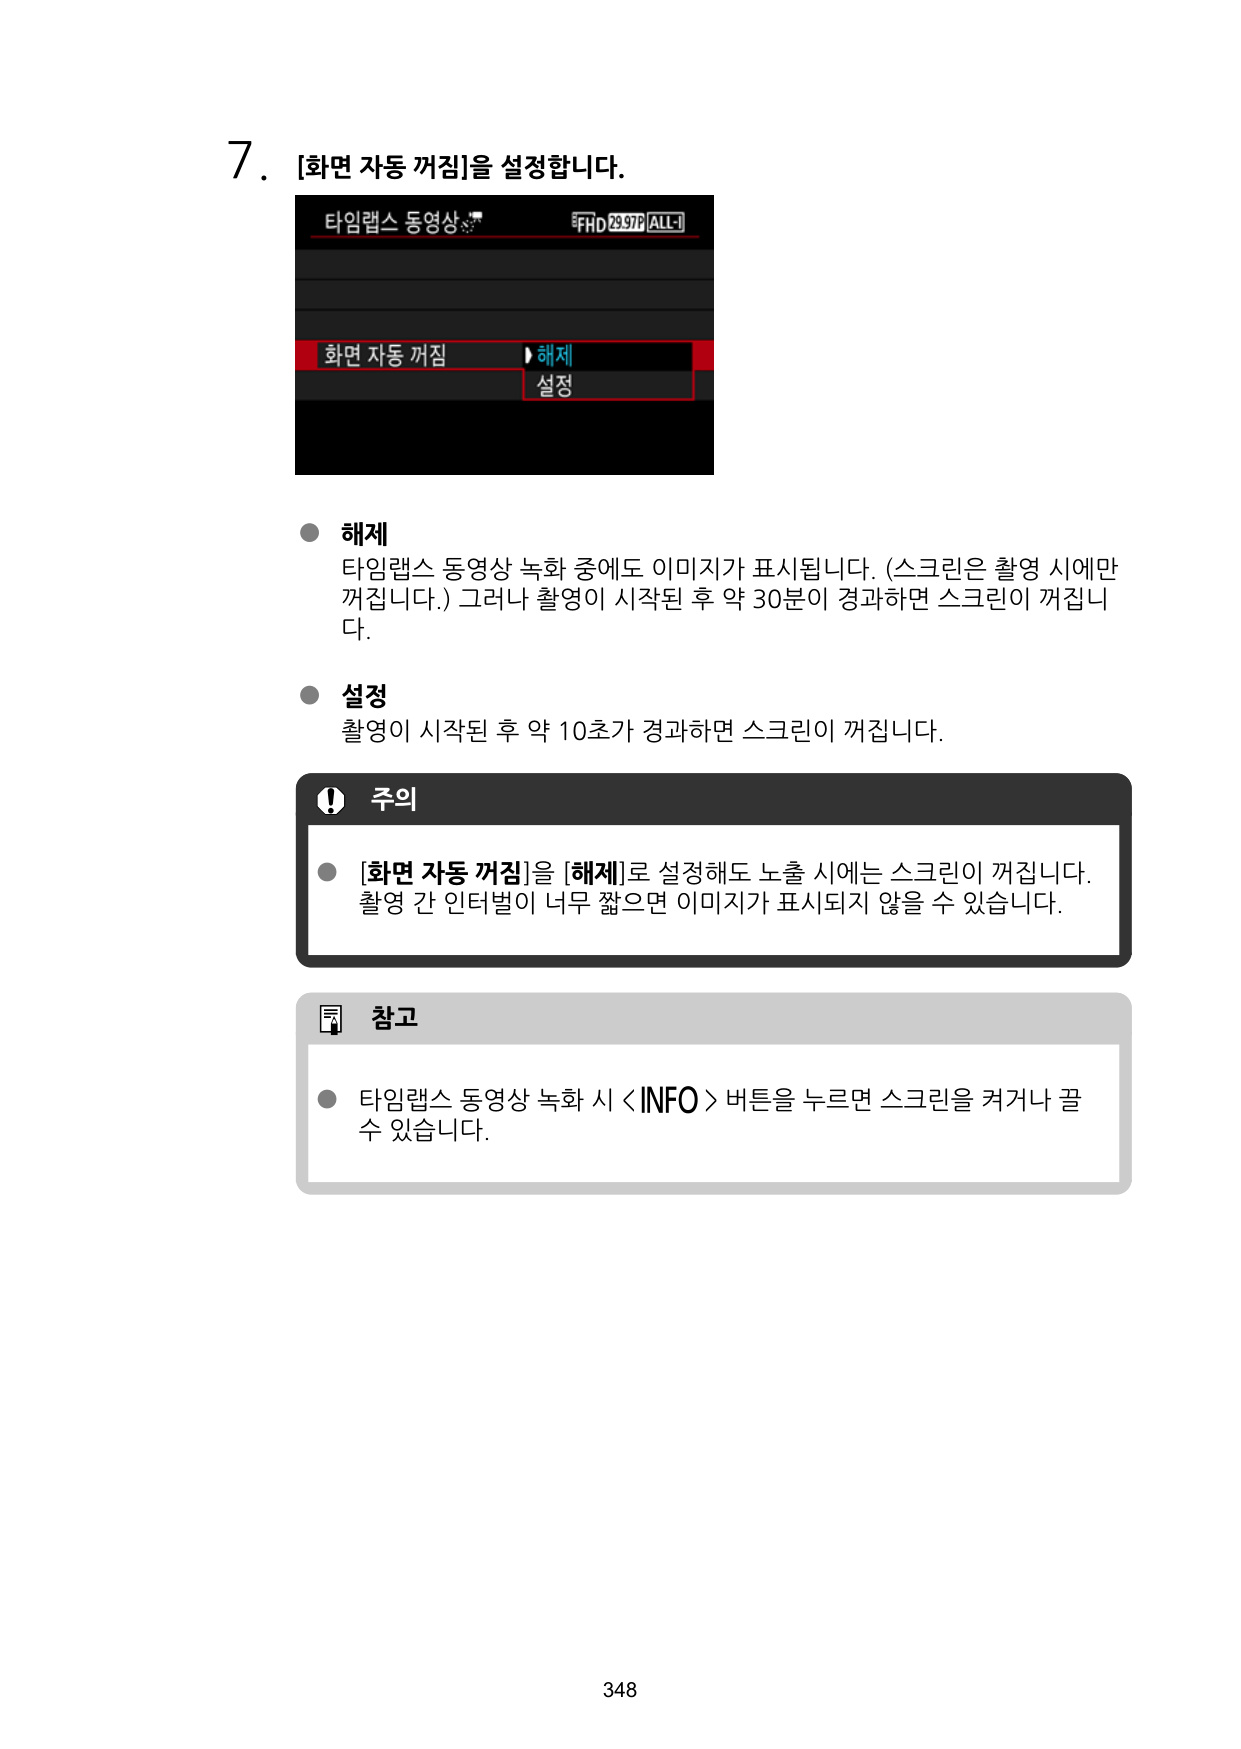 7. [화면 자동 꺼짐]을 설정합니다.
타임랩스 동영상 FHD 29.97P ALL-I
화면 자동 꺼짐 해제
설정
● 해제
타임랩스 동영상 녹화 중에도 이미지가 표시됩니다. (스크린은 촬영 시에만
꺼집니다.) 그러나 촬영이 시작된 후 약 30분이 경과하면 스크린이 꺼집니
다.
● 설정
촬영이 시작된 후 약 10초가 경과하면 스크린이 꺼집니다.
주의
● [화면 자동 꺼짐]을 [해제]로 설정해도 노출 시에는 스크린이 꺼집니다.
촬영 간 인터벌이 너무 짧으면 이미지가 표시되지 않을 수 있습니다.
참고
● 타임랩스 동영상 녹화 시 <INFO> 버튼을 누르면 스크린을 켜거나 끌
수 있습니다.
348